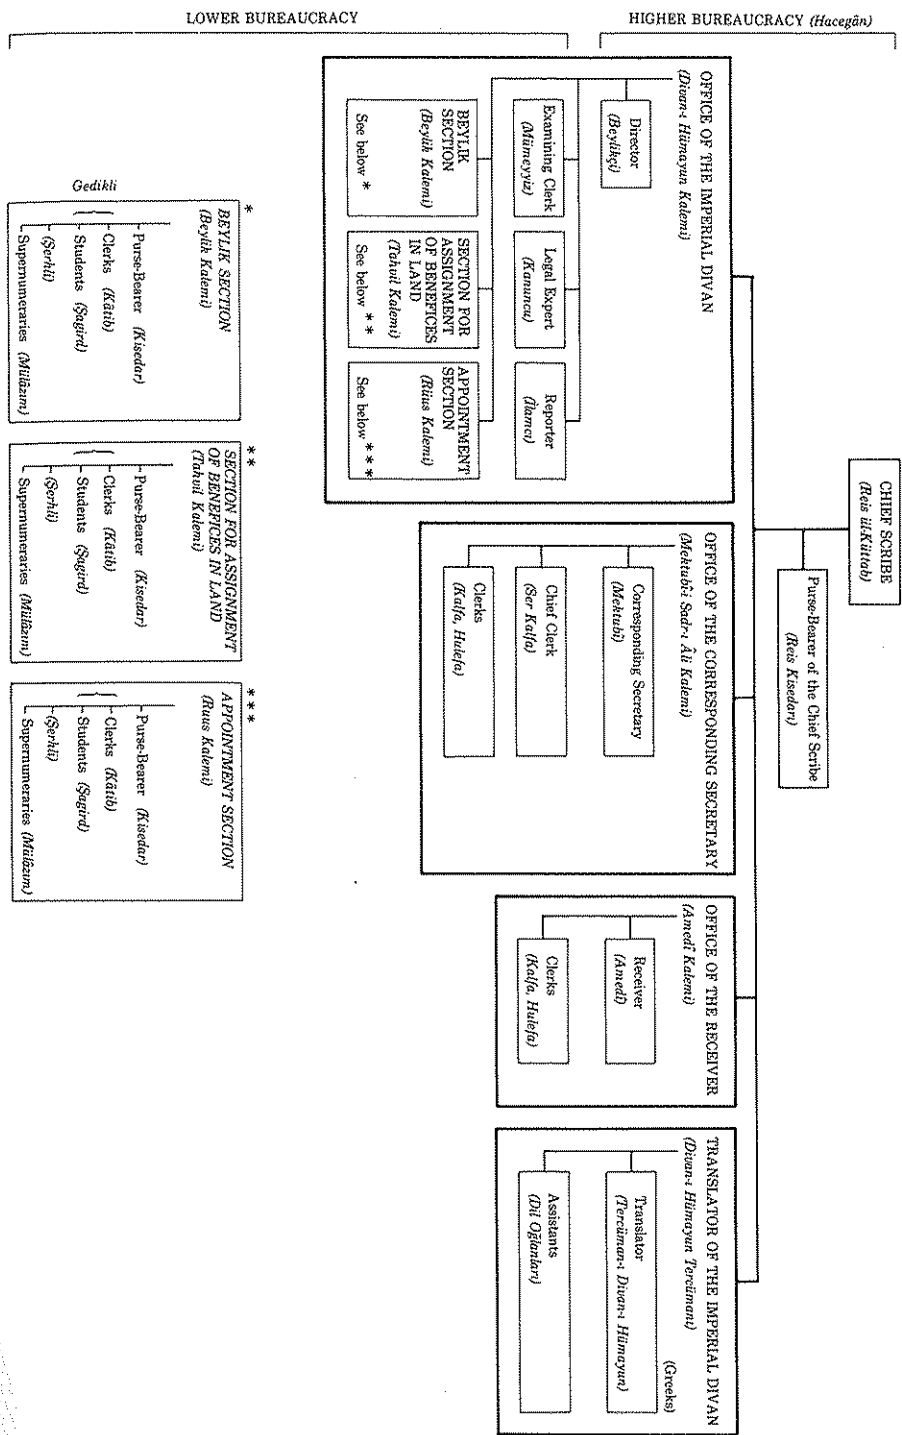 HIGHER BUREAUCRACY (Hacegân)
LOWER BUREAUCRACY
CHIEF SCRIBE
(Reis ül-Küttab)
Purse-Bearer of the Chief Scribe
(Reis Kisedarı)
OFFICE OF THE IMPERIAL DIVAN
(Divan-ı Hümayun Kalemi)
Director
(Beylikçi)
Examining Clerk
(Mümeyyiz)
Legal Expert
(Kanuncu)
Reporter
(İlamcı)
BEYLIK
SECTION
(Beylik Kalemi)
See below *
SECTION FOR
ASSIGNMENT
OF BENEFICES
IN LAND
(Tahvil Kalemi)
See below **
APPOINTMENT
SECTION
(Rüus Kalemi)
See below ***
OFFICE OF THE CORRESPONDING SECRETARY
(Mektubî-i Sadr-ı Âli Kalemi)
Corresponding Secretary
(Mektubî)
Chief Clerk
(Ser Kalfa)
Clerks
(Kalfa, Hulefa)
OFFICE OF THE RECEIVER
(Amedî Kalemi)
Receiver
(Amedî)
Clerks
(Kalfa, Hulefa)
TRANSLATOR OF THE IMPERIAL DIVAN
(Divan-ı Hümayun Tercümanı)
(Greeks)
Translator
(Tercüman-ı Divan-ı Hümayun)
Assistants
(Dil Oğlanları)
*
BEYLIK SECTION
(Beylik Kalemi)
Purse-Bearer (Kisedar)
Clerks (Kâtib)
Students (Şagird)
(Şerhli)
Supernumeraries (Mülâzım)
Gedikli
**
SECTION FOR ASSIGNMENT
OF BENEFICES IN LAND
(Tahvil Kalemi)
Purse-Bearer (Kisedar)
Clerks (Kâtib)
Students (Şagird)
(Şerhli)
Supernumeraries (Mülâzım)
***
APPOINTMENT SECTION
(Ruus Kalemi)
Purse-Bearer (Kisedar)
Clerks (Kâtib)
Students (Şagird)
(Şerhli)
Supernumeraries (Mülâzım)